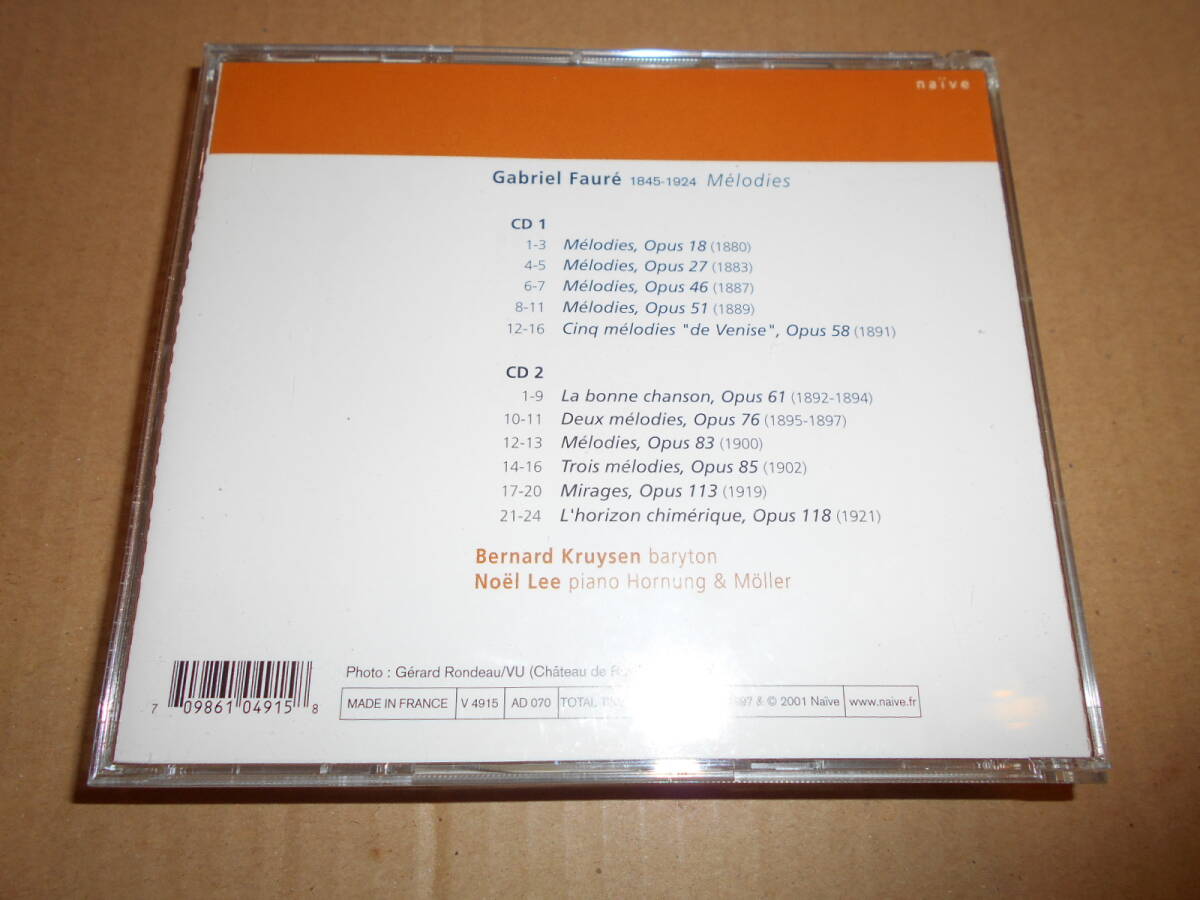 naïve
Gabriel Fauré 1845-1924 Mélodies
CD 1
1-3 Mélodies, Opus 18 (1880)
4-5 Mélodies, Opus 27 (1883)
6-7 Mélodies, Opus 46 (1887)
8-11 Mélodies, Opus 51 (1889)
12-16 Cinq mélodies "de Venise", Opus 58 (1891)
CD 2
1-9 La bonne chanson, Opus 61 (1892-1894)
10-11 Deux mélodies, Opus 76 (1895-1897)
12-13 Mélodies, Opus 83 (1900)
14-16 Trois mélodies, Opus 85 (1902)
17-20 Mirages, Opus 113 (1919)
21-24 L'horizon chimérique, Opus 118 (1921)
Bernard Kruysen baryton
Noël Lee piano Hornung & Möller
Photo : Gérard Rondeau/VU (Château de
MADE IN FRANCE V 4915 AD 070 TOTAL & © 2001 Naïve www.naive.fr
7 09861 04915 8